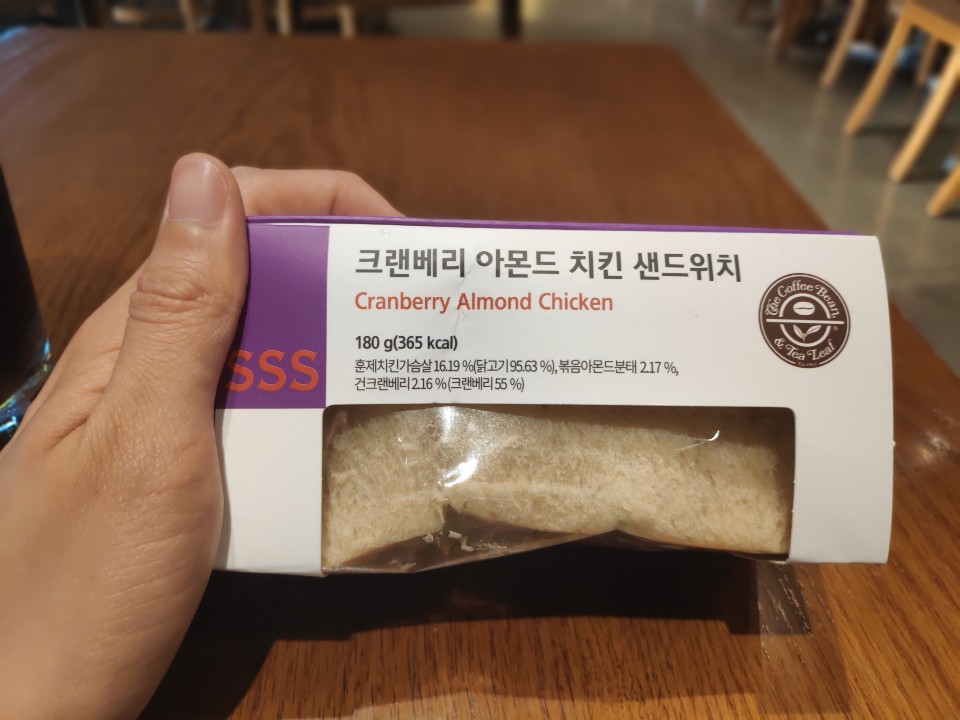 크랜베리 아몬드 치킨 샌드위치
Cranberry Almond Chicken
180 g(365 kcal)
훈제치킨가슴살 16.19 %(닭고기 95.63 %), 볶음아몬드분태 2.17 %,
건크랜베리 2.16 % (크랜베리 55 %)
SSS
The Coffee Bean
& Tea Leaf